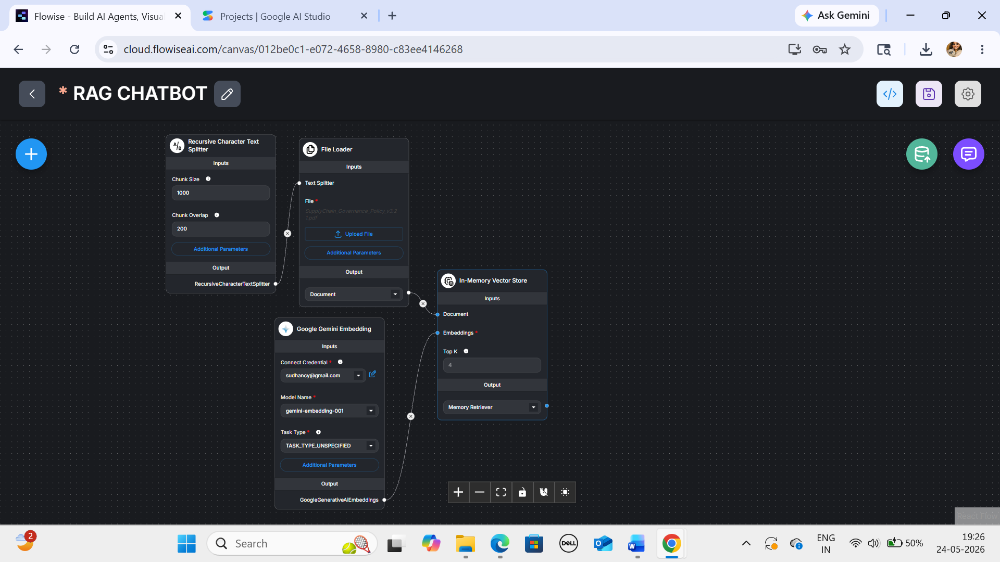 Flowise - Build AI Agents, Visua
Projects | Google AI Studio
Ask Gemini
cloud.flowiseai.com/canvas/012be0c1-e072-4658-8980-c83ee4146268
* RAG CHATBOT
A/B
Recursive Character Text
Splitter
Inputs
Chunk Size
1000
Chunk Overlap
200
Additional Parameters
Output
RecursiveCharacterTextSplitter
File Loader
Inputs
Text Splitter
File *
SupplyChain_Governance_Policy_v3.2
1.pdf
Upload File
Additional Parameters
Output
Document
Google Gemini Embedding
Inputs
Connect Credential *
sudhancy@gmail.com
Model Name *
gemini-embedding-001
Task Type *
TASK_TYPE_UNSPECIFIED
Additional Parameters
Output
GoogleGenerativeAiEmbeddings
In-Memory Vector Store
Inputs
Document
Embeddings *
Top K
4
Output
Memory Retriever
React Flow
2
Search
DELL
ENG
IN
50%
19:26
24-05-2026